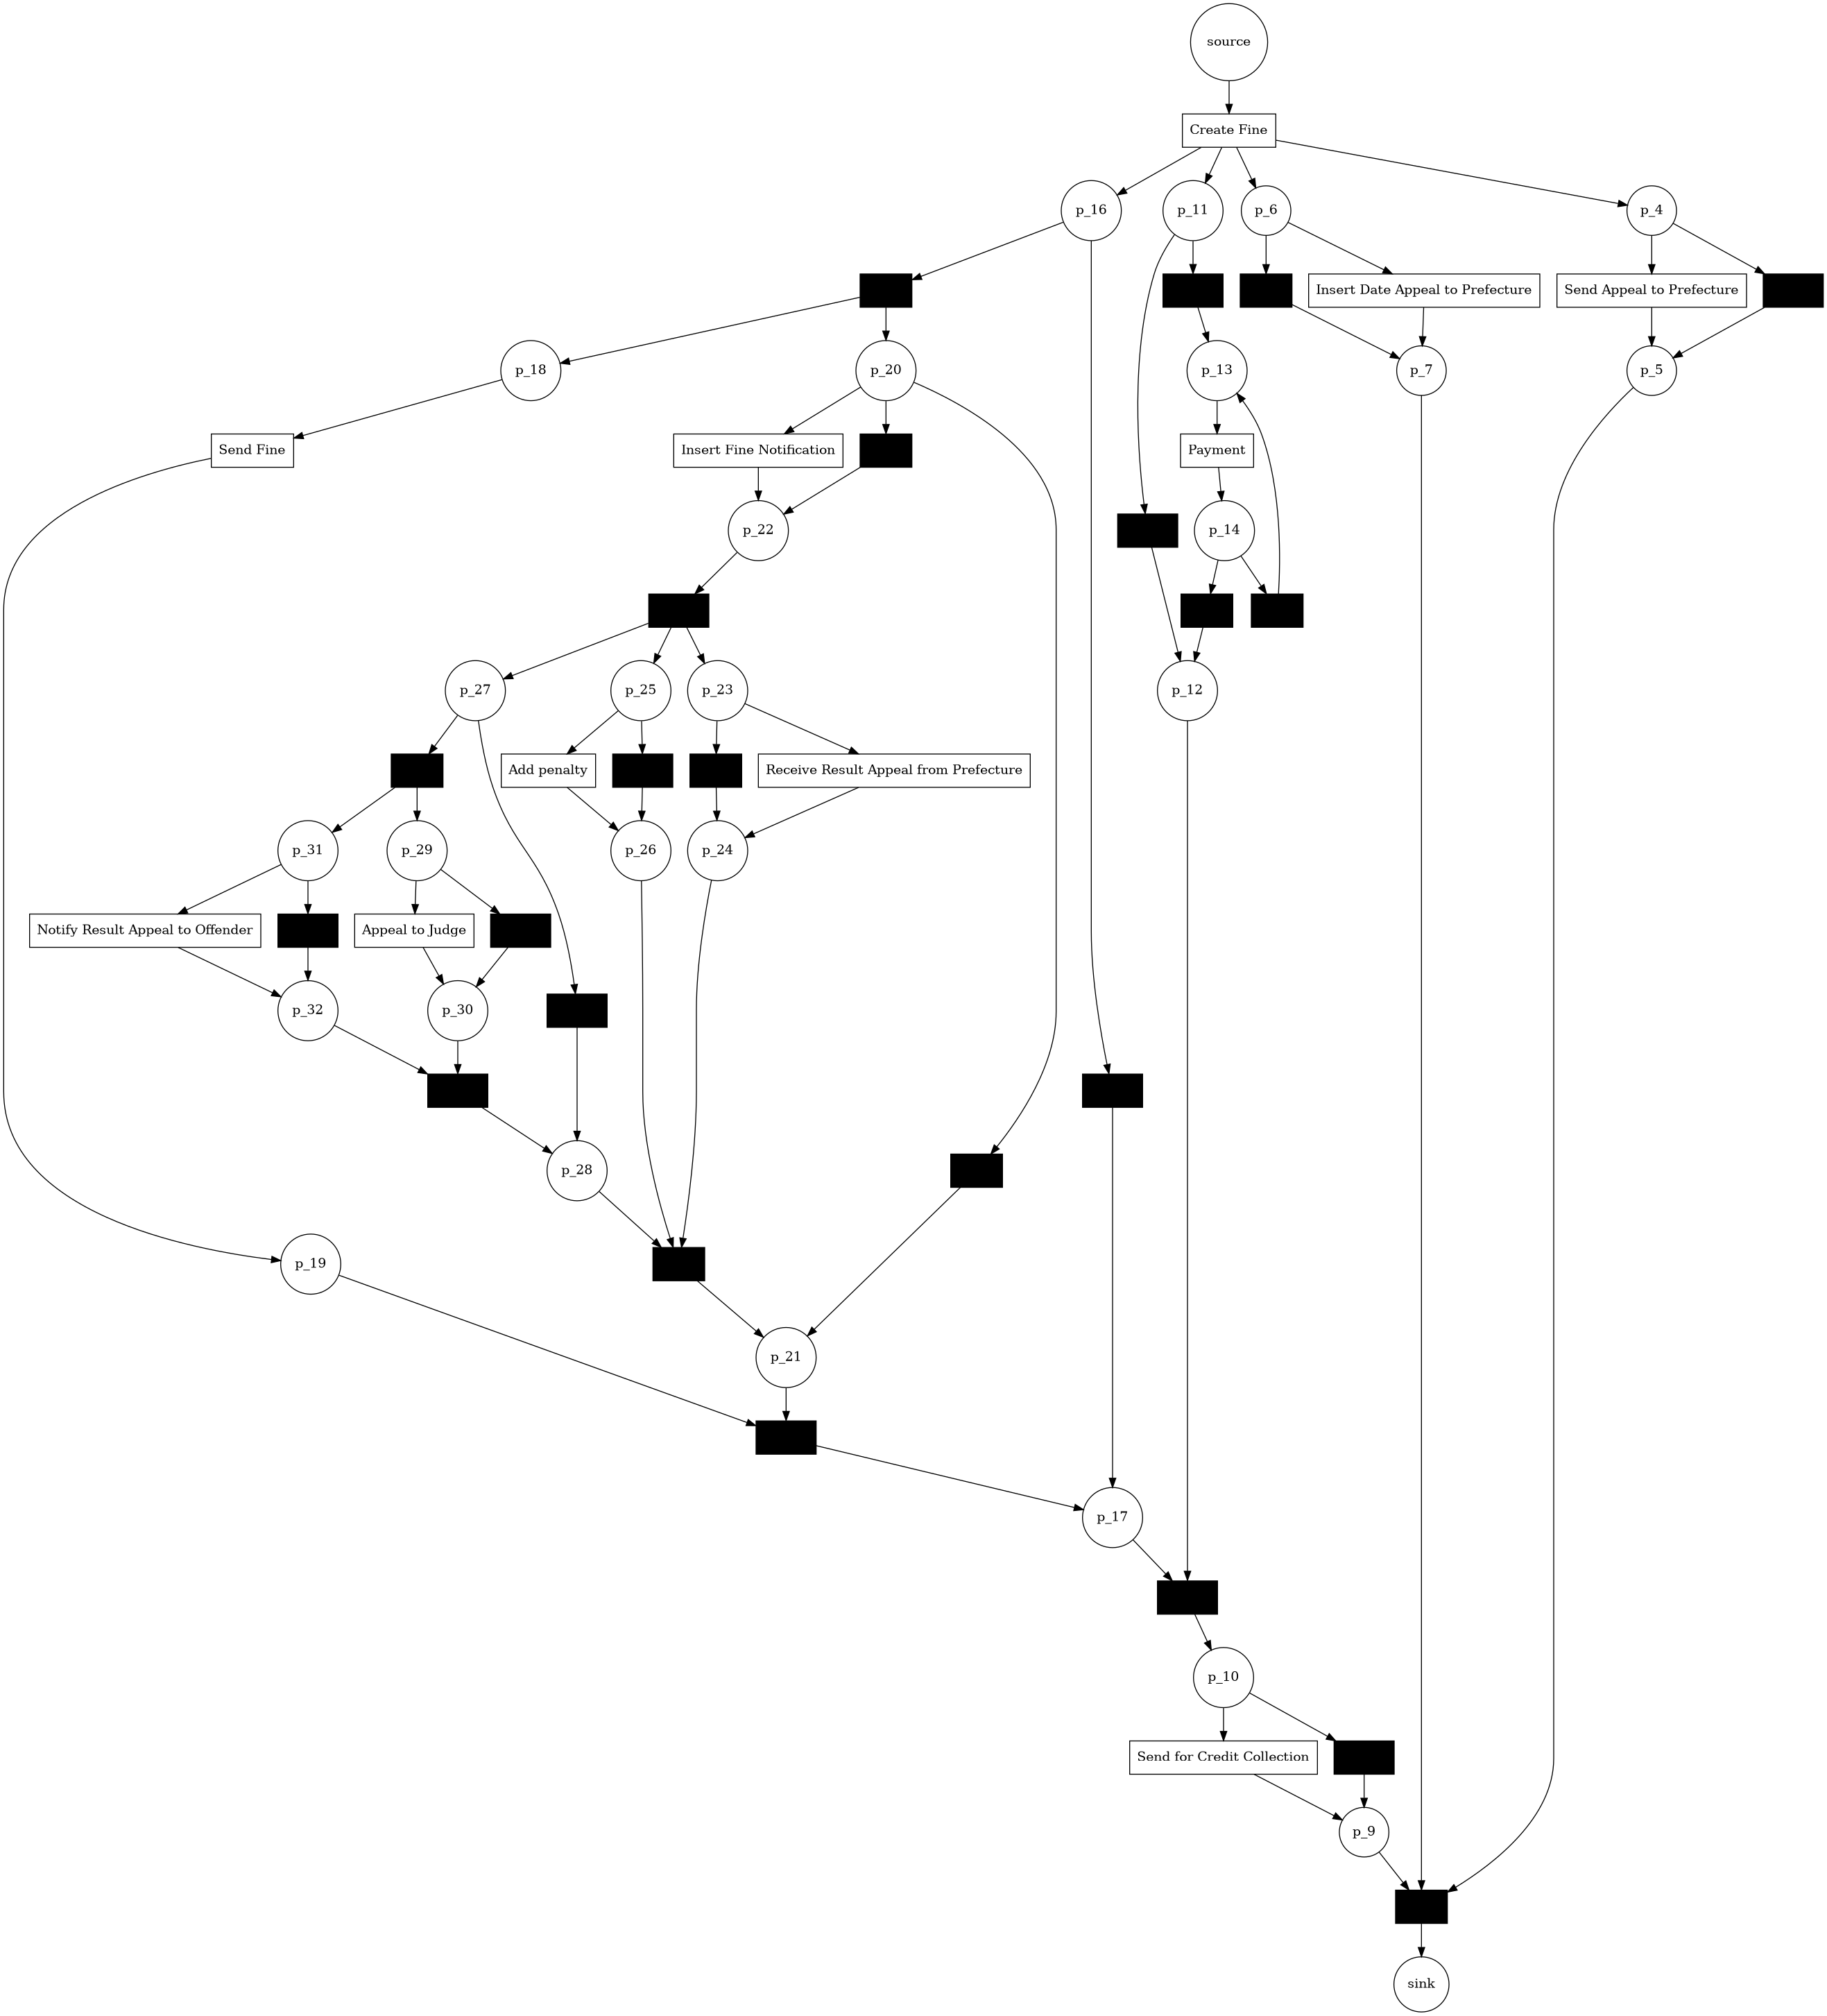 source
Create Fine
p_16
p_11
p_6
p_4
Insert Date Appeal to Prefecture
Send Appeal to Prefecture
p_18
p_20
p_13
p_7
p_5
Send Fine
Insert Fine Notification
Payment
p_22
p_14
p_27
p_25
p_23
p_12
Add penalty
Receive Result Appeal from Prefecture
p_31
p_29
p_26
p_24
Notify Result Appeal to Offender
Appeal to Judge
p_32
p_30
p_28
p_19
p_21
p_17
p_10
Send for Credit Collection
p_9
sink